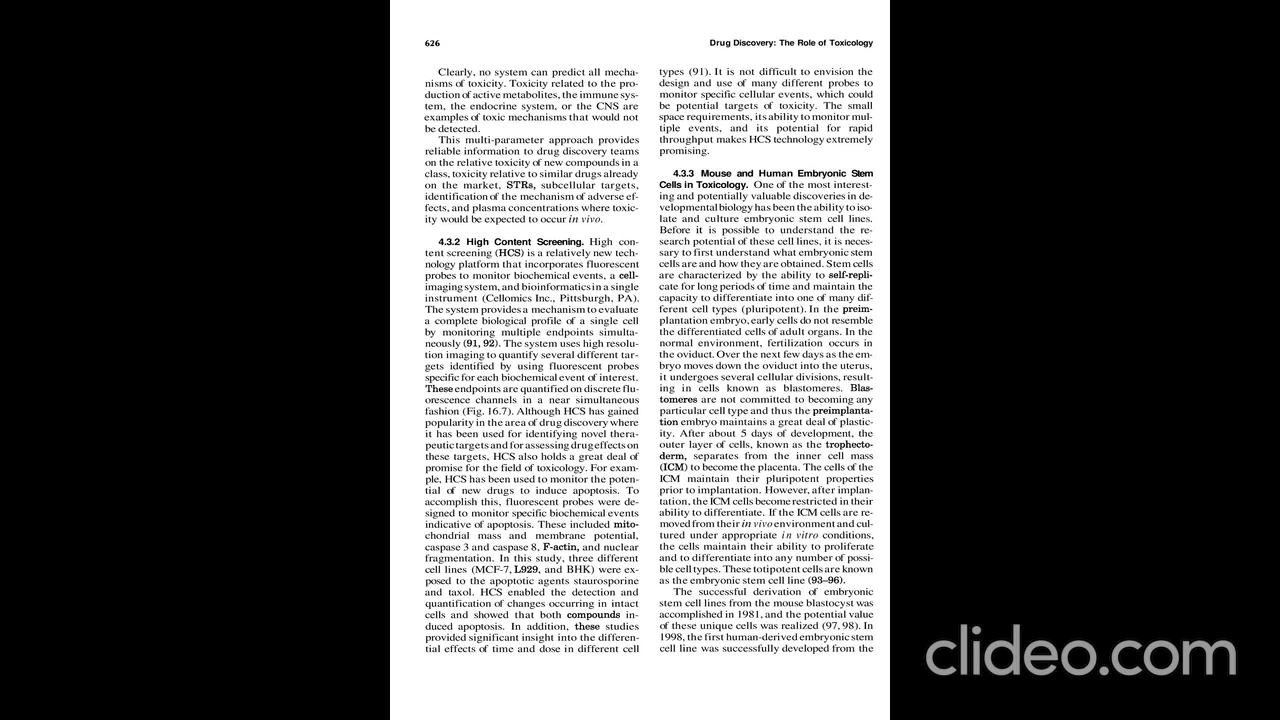 626
Drug Discovery: The Role of Toxicology
Clearly, no system can predict all mecha-
nisms of toxicity. Toxicity related to the pro-
duction of active metabolites, the immune sys-
tem, the endocrine system, or the CNS are
examples of toxic mechanisms that would not
be detected.
This multi-parameter approach provides
reliable information to drug discovery teams
on the relative toxicity of new compounds in a
class, toxicity relative to similar drugs already
on the market, STRs, subcellular targets,
identification of the mechanism of adverse ef-
fects, and plasma concentrations where toxic-
ity would be expected to occur in vivo.
4.3.2 High Content Screening. High con-
tent screening (HCS) is a relatively new tech-
nology platform that incorporates fluorescent
probes to monitor biochemical events, a cell-
imaging system, and bioinformatics in a single
instrument (Cellomics Inc., Pittsburgh, PA).
The system provides a mechanism to evaluate
a complete biological profile of a single cell
by monitoring multiple endpoints simulta-
neously (91, 92). The system uses high resolu-
tion imaging to quantify several different tar-
gets identified by using fluorescent probes
specific for each biochemical event of interest.
These endpoints are quantified on discrete flu-
orescence channels in a near simultaneous
fashion (Fig. 16.7). Although HCS has gained
popularity in the area of drug discovery where
it has been used for identifying novel thera-
peutic targets and for assessing drug effects on
these targets, HCS also holds a great deal of
promise for the field of toxicology. For exam-
ple, HCS has been used to monitor the poten-
tial of new drugs to induce apoptosis. To
accomplish this, fluorescent probes were de-
signed to monitor specific biochemical events
indicative of apoptosis. These included mito-
chondrial mass and membrane potential,
caspase 3 and caspase 8, F-actin, and nuclear
fragmentation. In this study, three different
cell lines (MCF-7, L929, and BHK) were ex-
posed to the apoptotic agents staurosporine
and taxol. HCS enabled the detection and
quantification of changes occurring in intact
cells and showed that both compounds in-
duced apoptosis. In addition, these studies
provided significant insight into the differen-
tial effects of time and dose in different cell
types (91). It is not difficult to envision the
design and use of many different probes to
monitor specific cellular events, which could
be potential targets of toxicity. The small
space requirements, its ability to monitor mul-
tiple events, and its potential for rapid
throughput makes HCS technology extremely
promising.
4.3.3 Mouse and Human Embryonic Stem
Cells in Toxicology. One of the most interest-
ing and potentially valuable discoveries in de-
velopmental biology has been the ability to iso-
late and culture embryonic stem cell lines.
Before it is possible to understand the re-
search potential of these cell lines, it is neces-
sary to first understand what embryonic stem
cells are and how they are obtained. Stem cells
are characterized by the ability to self-repli-
cate for long periods of time and maintain the
capacity to differentiate into one of many dif-
ferent cell types (pluripotent). In the preim-
plantation embryo, early cells do not resemble
the differentiated cells of adult organs. In the
normal environment, fertilization occurs in
the oviduct. Over the next few days as the em-
bryo moves down the oviduct into the uterus,
it undergoes several cellular divisions, result-
ing in cells known as blastomeres. Blas-
tomeres are not committed to becoming any
particular cell type and thus the preimplanta-
tion embryo maintains a great deal of plastic-
ity. After about 5 days of development, the
outer layer of cells, known as the trophecto-
derm, separates from the inner cell mass
(ICM) to become the placenta. The cells of the
ICM maintain their pluripotent properties
prior to implantation. However, after implan-
tation, the ICM cells become restricted in their
ability to differentiate. If the ICM cells are re-
moved from their in vivo environment and cul-
tured under appropriate in vitro conditions,
the cells maintain their ability to proliferate
and to differentiate into any number of possi-
ble cell types. These totipotent cells are known
as the embryonic stem cell line (93–96).
The successful derivation of embryonic
stem cell lines from the mouse blastocyst was
accomplished in 1981, and the potential value
of these unique cells was realized (97, 98). In
1998, the first human-derived embryonic stem
cell line was successfully developed from the
clideo.com